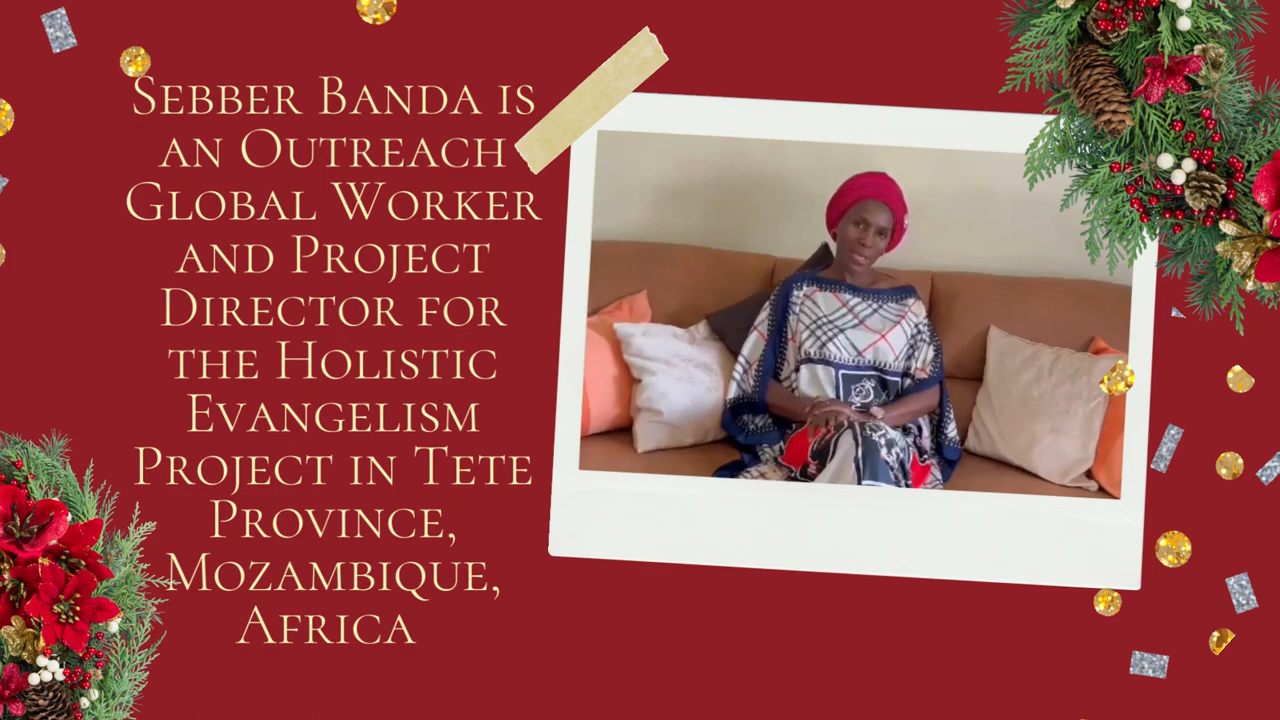 Sebber Banda is
an Outreach
Global Worker
and Project
Director for
the Holistic
Evangelism
Project in Tete
Province,
Mozambique,
Africa